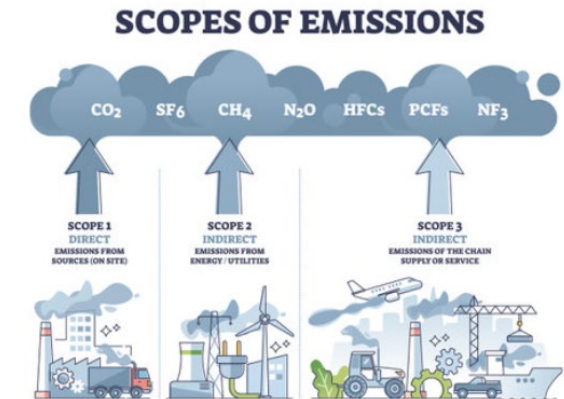 SCOPES OF EMISSIONS
CO2 SF6 CH4 N2O HFCs PCFs NF3
SCOPE 1
DIRECT
EMISSIONS FROM
SOURCES (ON SITE)
SCOPE 2
INDIRECT
EMISSIONS FROM
ENERGY / UTILITIES
SCOPE 3
INDIRECT
EMISSIONS OF THE CHAIN
SUPPLY OR SERVICE